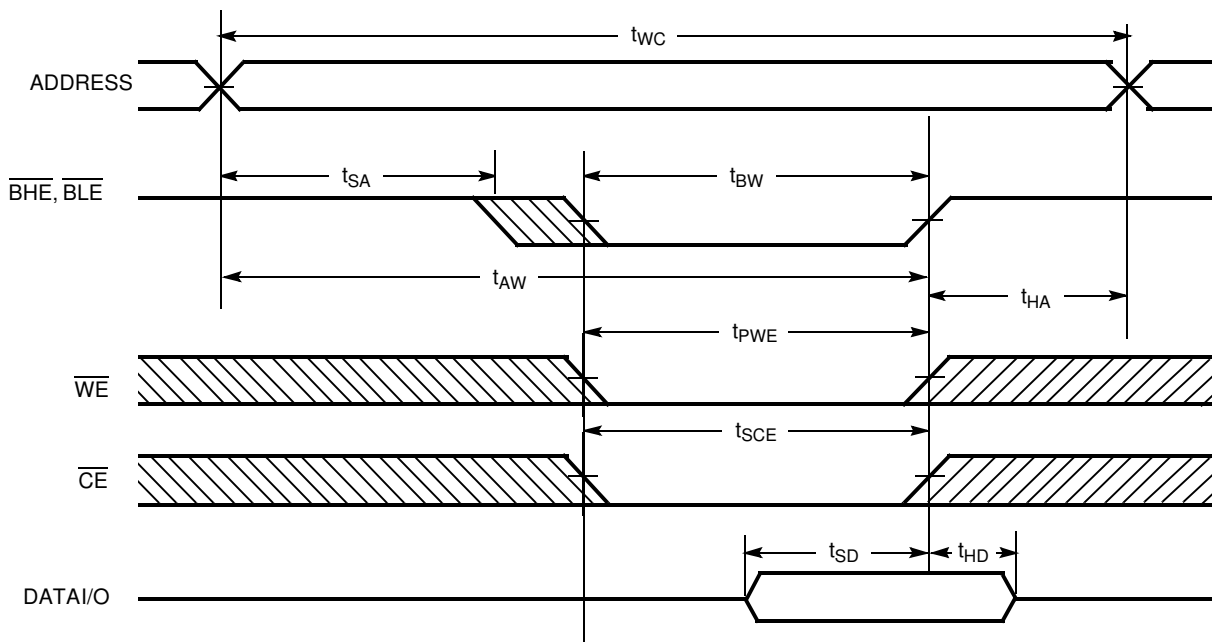 tWC
ADDRESS
tSA
tBW
BHE, BLE
tAW
tHA
tPWE
WE
tSCE
CE
tSD
tHD
DATAI/O